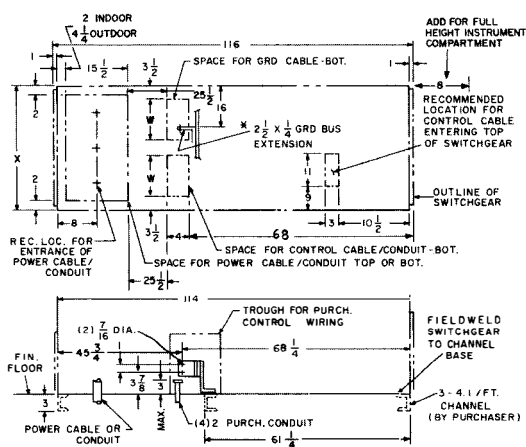 2 INDOOR
4 1/4 OUTDOOR
ADD FOR FULL
HEIGHT INSTRUMENT
COMPARTMENT
116
1
15 1/2
3 1/2
SPACE FOR GRD CABLE-BOT.
1
8
25 1/2
16
RECOMMENDED
LOCATION FOR
CONTROL CABLE
ENTERING TOP
OF SWITCHGEAR
2
W
* 2 1/2 X 1/4 GRD BUS
EXTENSION
X
W
11
Y
9
2
OUTLINE OF
SWITCHGEAR
8
3 1/2
4
68
3
10 1/2
REC. LOC. FOR
ENTRANCE OF
POWER CABLE/
CONDUIT
SPACE FOR CONTROL CABLE/CONDUIT-BOT.
SPACE FOR POWER CABLE/CONDUIT TOP OR BOT.
25 1/2
114
TROUGH FOR PURCH.
CONTROL WIRING
FIELDWELD
SWITCHGEAR
TO CHANNEL
BASE
(2) 7/16 DIA.
45 3/4
68 1/4
FIN.
FLOOR
3 7/8
3
MAX.
3
3-4.1/FT.
CHANNEL
(BY PURCHASER)
POWER CABLE OR
CONDUIT
(4) 2 PURCH. CONDUIT
61 1/4